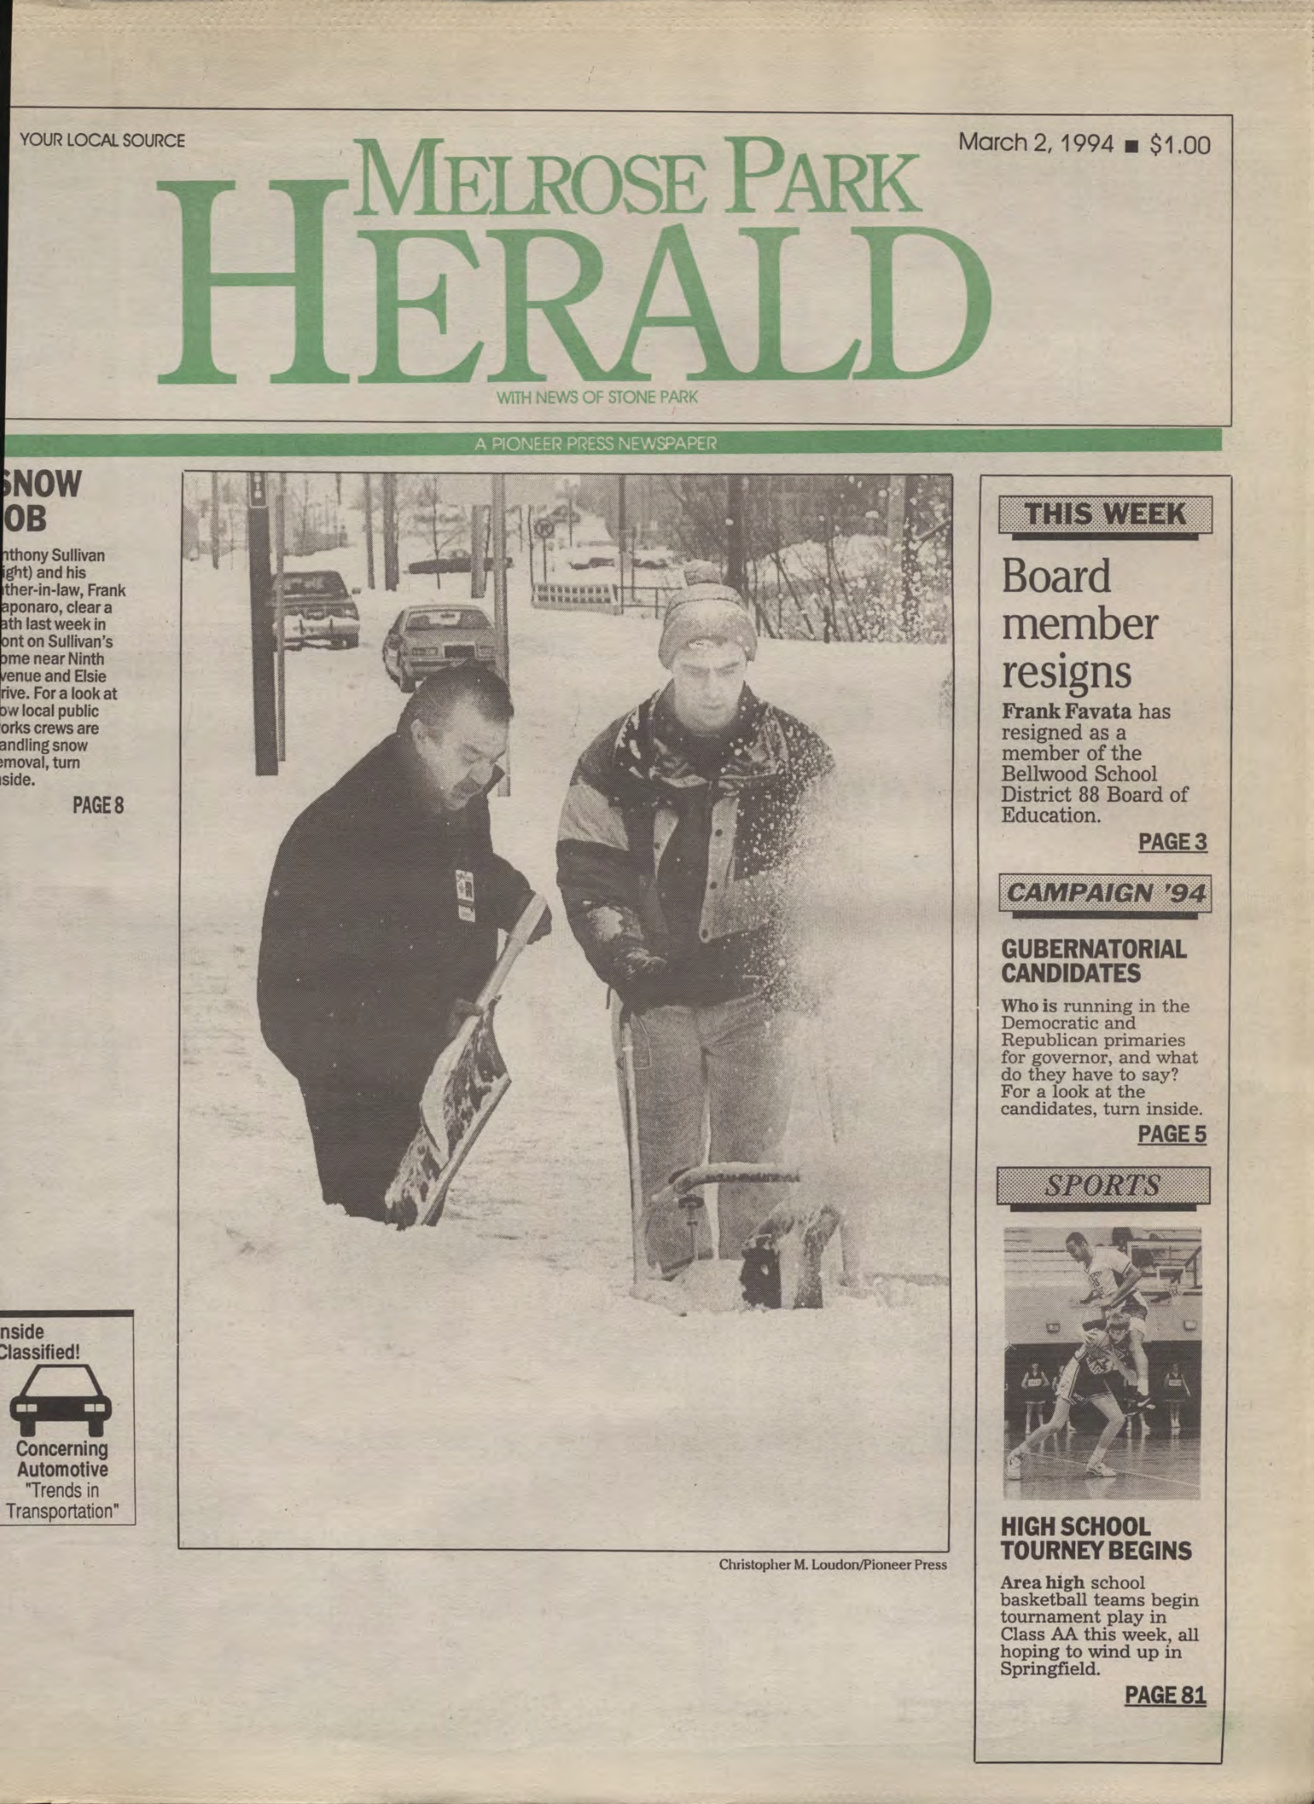 YOUR LOCAL SOURCE
March 2, 1994 ■ $1.00
MELROSE PARK
HERALD
WITH NEWS OF STONE PARK
A PIONEER PRESS NEWSPAPER
SNOW
OB
nthony Sullivan
ight) and his
ther-in-law, Frank
aponaro, clear a
ath last week in
ont on Sullivan's
ome near Ninth
venue and Elsie
rive. For a look at
ow local public
orks crews are
andling snow
emoval, turn
side.
PAGE 8
nside
Classified!
Concerning
Automotive
"Trends in
Transportation"
Christopher M. Loudon/Pioneer Press
THIS WEEK
Board
member
resigns
Frank Favata has
resigned as a
member of the
Bellwood School
District 88 Board of
Education.
PAGE 3
CAMPAIGN '94
GUBERNATORIAL
CANDIDATES
Who is running in the
Democratic and
Republican primaries
for governor, and what
do they have to say?
For a look at the
candidates, turn inside.
PAGE 5
SPORTS
HIGH SCHOOL
TOURNEY BEGINS
Area high school
basketball teams begin
tournament play in
Class AA this week, all
hoping to wind up in
Springfield.
PAGE 81